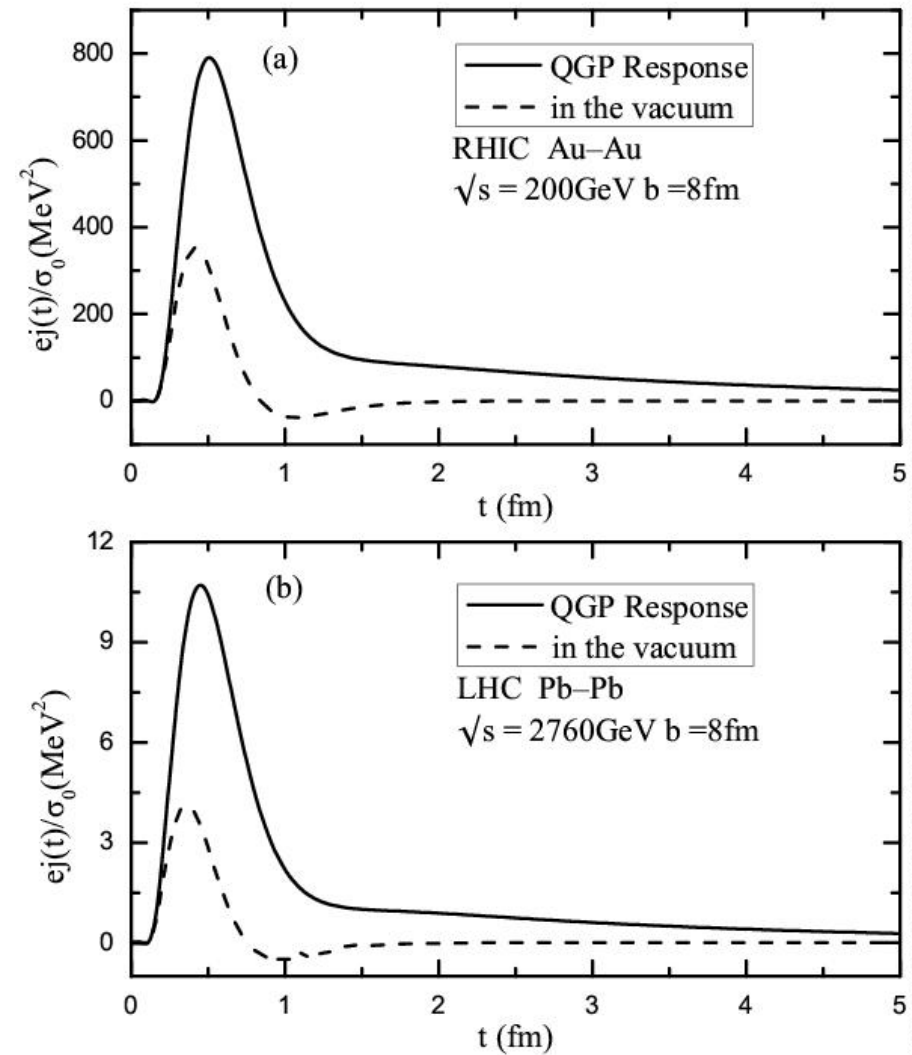 800
600
400
200
0
ej(t)/σ₀(MeV²)
(a)
QGP Response
in the vacuum
RHIC Au–Au
√s = 200GeV b =8fm
0 1 2 3 4 5
t (fm)
12
9
6
3
0
ej(t)/σ₀(MeV²)
(b)
QGP Response
in the vacuum
LHC Pb–Pb
√s = 2760GeV b =8fm
0 1 2 3 4 5
t (fm)